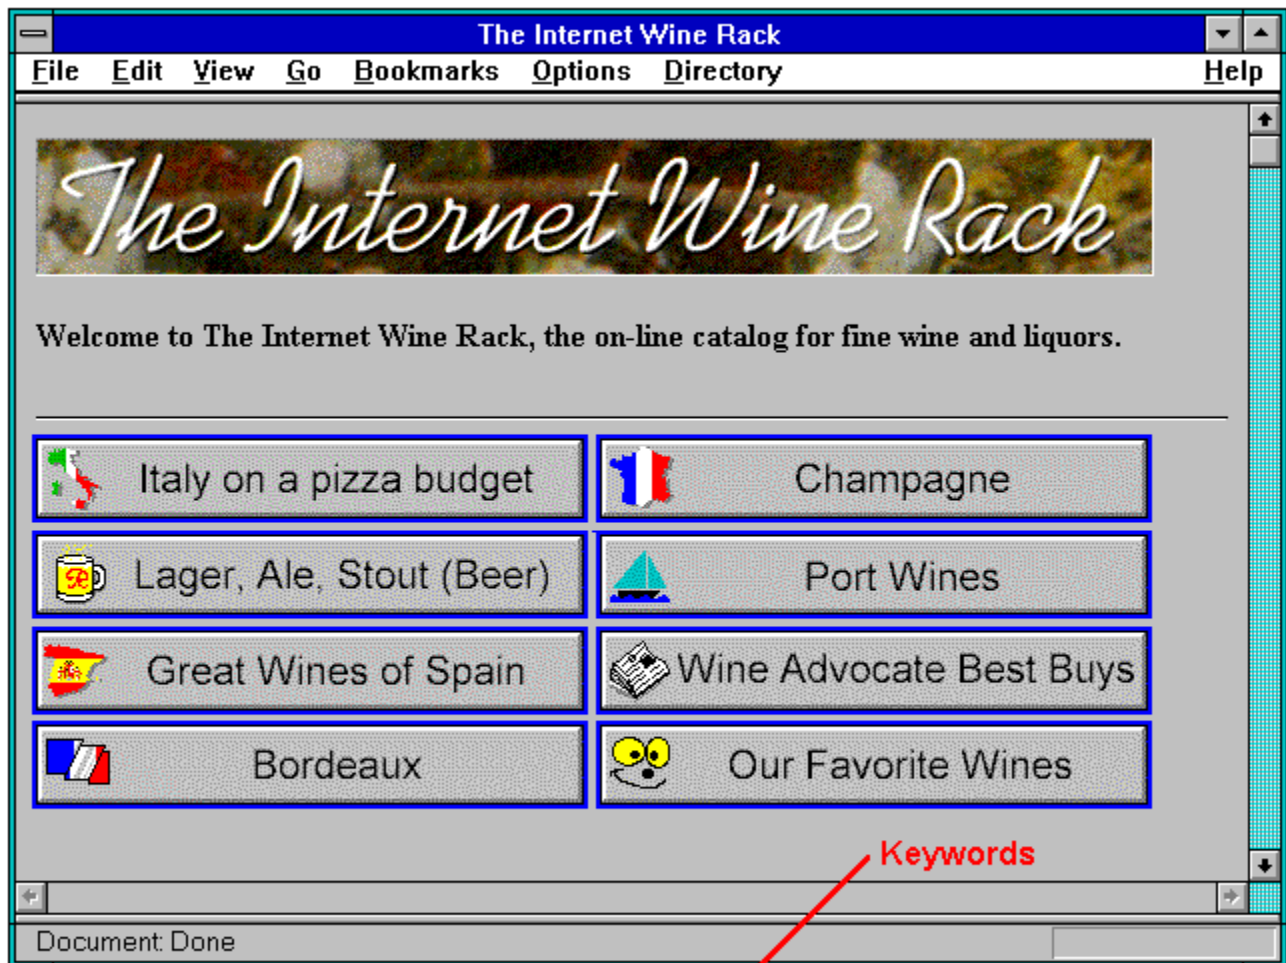 The Internet Wine Rack
File Edit View Go Bookmarks Options Directory Help
The Internet Wine Rack
Welcome to The Internet Wine Rack, the on-line catalog for fine wine and liquors.
Italy on a pizza budget
Champagne
Lager, Ale, Stout (Beer)
Port Wines
Great Wines of Spain
Wine Advocate Best Buys
Bordeaux
Our Favorite Wines
Keywords
Document: Done